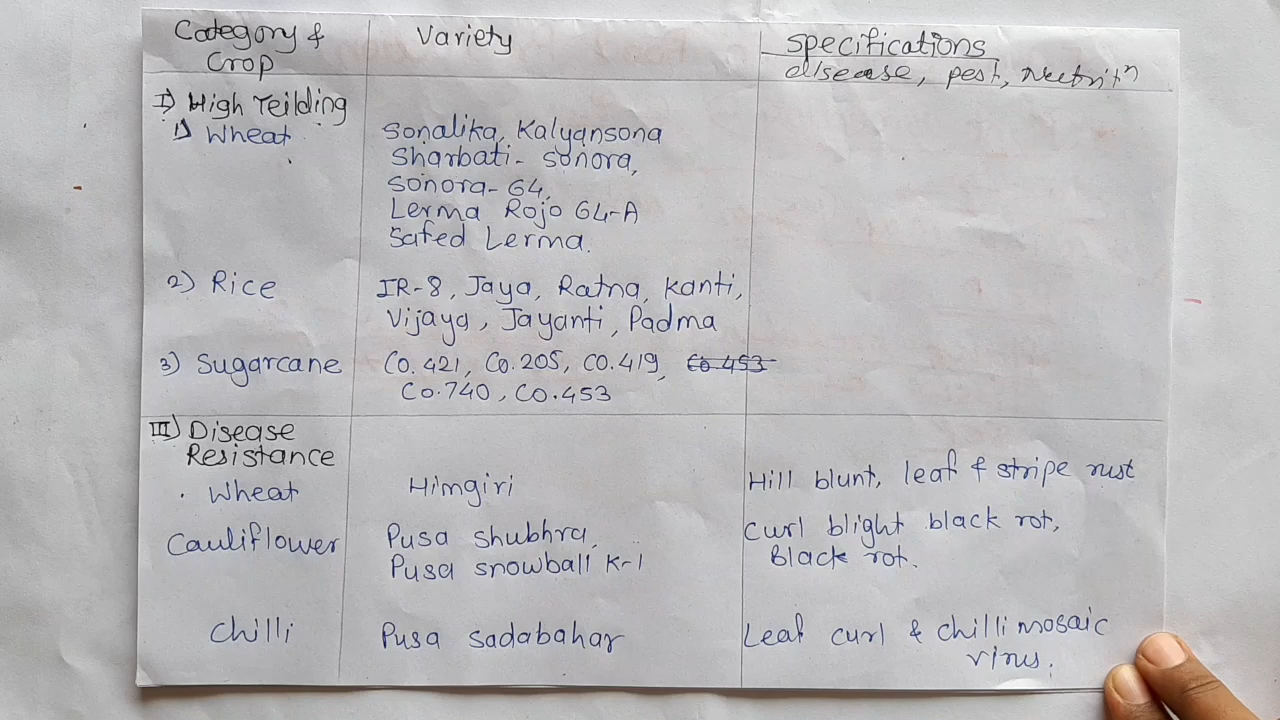 Category & Variety Specifications
Crop disease, pest, Neutritn
I) High Yeilding
1) Wheat Sonalika, Kalyansona
Sharbati- sonora,
Sonora- 64,
Lerma Rojo 64-A
Safed Lerma.
2) Rice IR-8, Jaya, Ratna, Kanti,
Vijaya, Jayanti, Padma
3) Sugarcane Co. 421, Co. 205, CO. 419, Co 453
Co. 740, CO. 453
III) Disease
Resistance
Wheat Himgiri Hill blunt, leaf & stripe rust
Cauliflower Pusa shubhra, Curl blight black rot,
Pusa snowball K-1 Black rot.
Chilli Pusa sadabahar Leaf curl & chilli mosaic
virus.